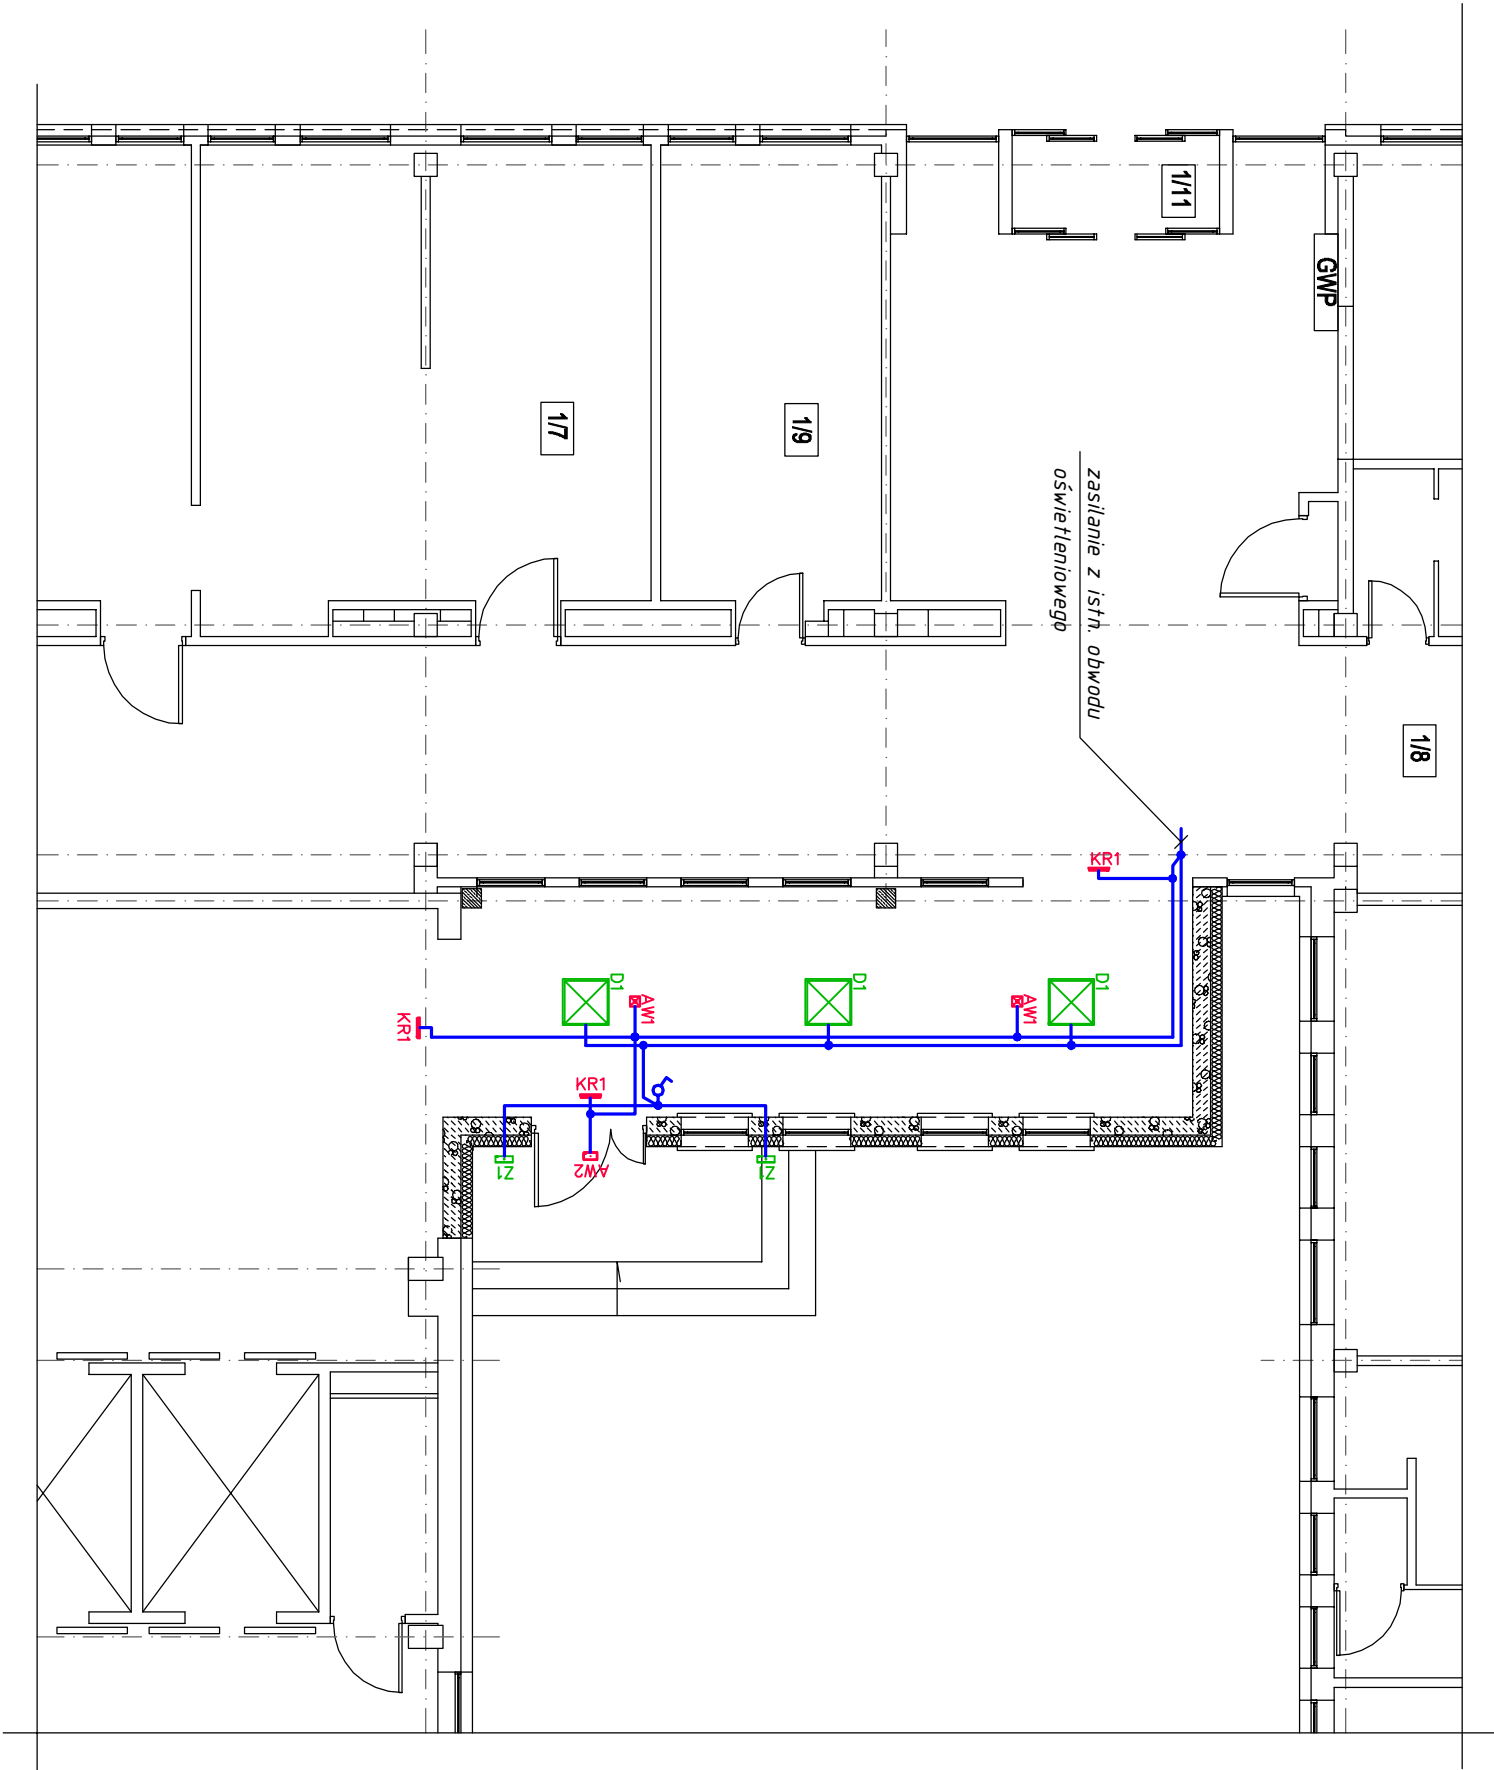 1/11
GWP
1/7
1/9
zasilanie z istn. obwodu
oświetleniowego
1/8
KR1
D1
D1
D1
AW1
AW1
KR1
KR1
Z1
AW2
Z1